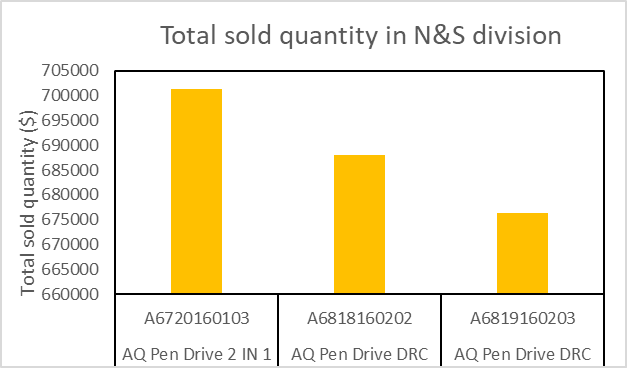 Total sold quantity in N&S division
Total sold quantity ($)
705000
700000
695000
690000
685000
680000
675000
670000
665000
660000
A6720160103 A6818160202 A6819160203
AQ Pen Drive 2 IN 1 AQ Pen Drive DRC AQ Pen Drive DRC